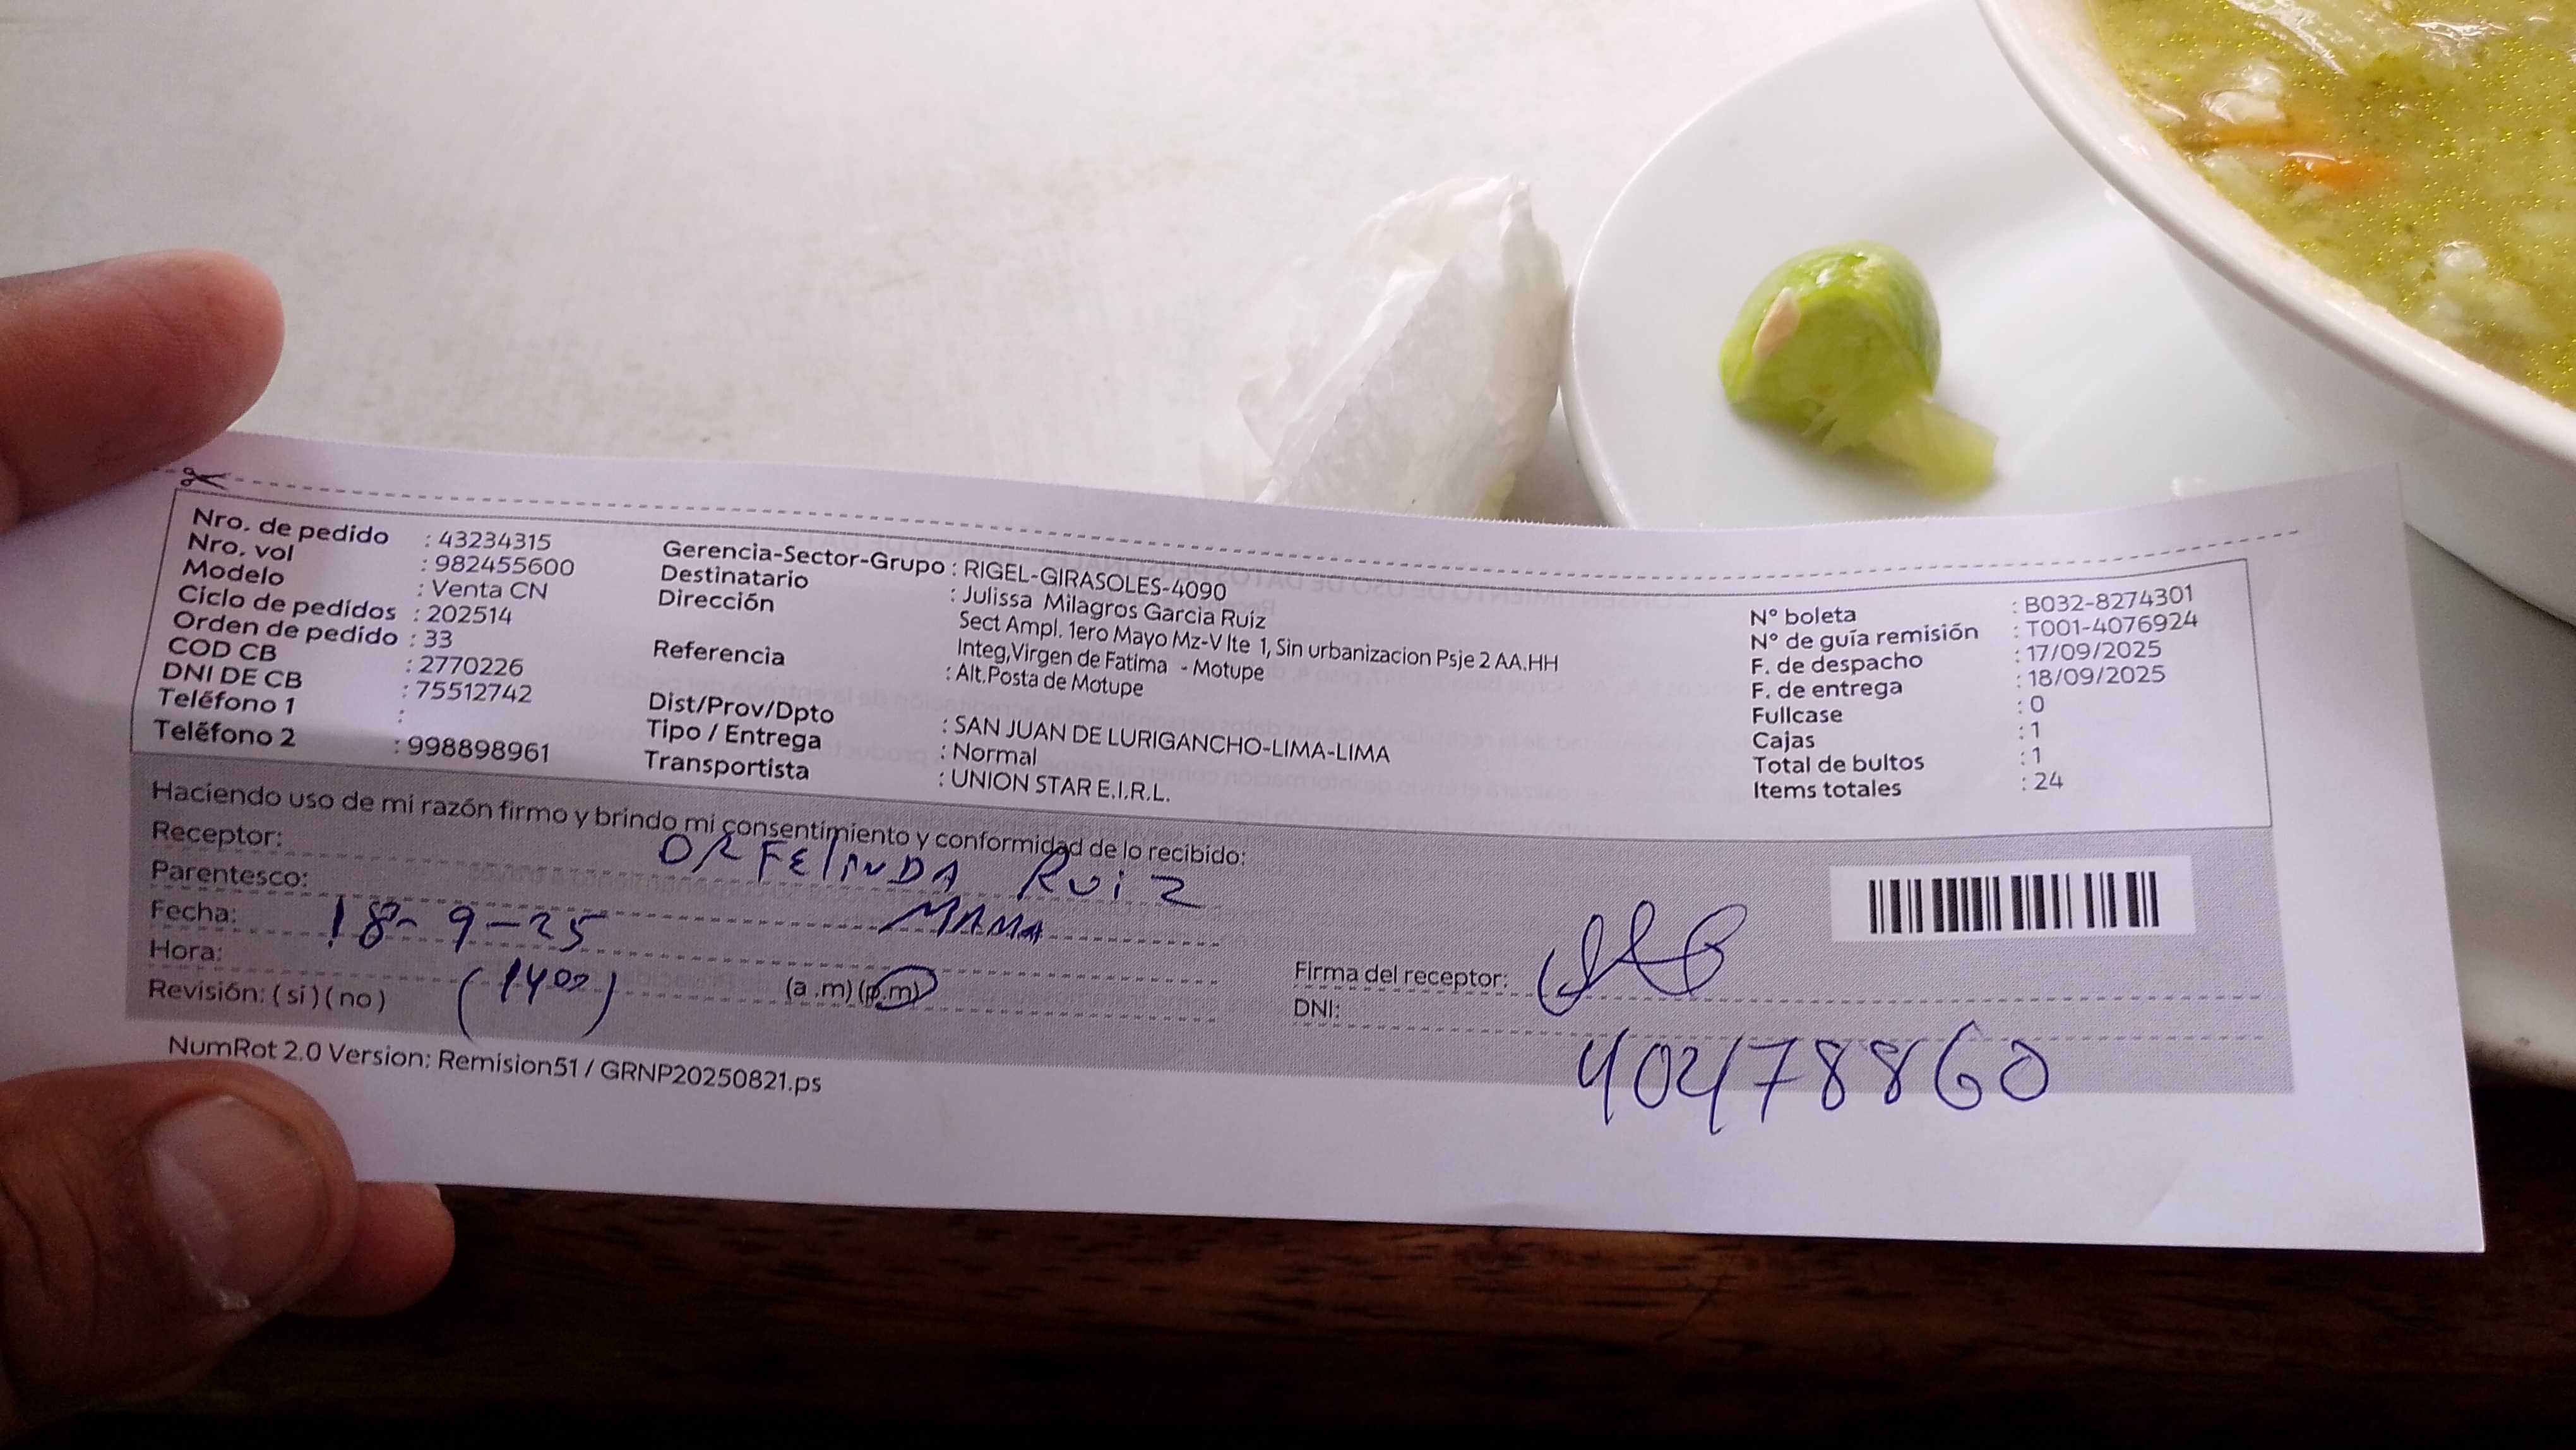 Nro. de pedido : 43234315
Nro. vol : 982455600
Modelo : Venta CN
Ciclo de pedidos : 202514
Orden de pedido : 33
COD CB : 2770226
DNI DE CB : 75512742
Teléfono 1 :
Teléfono 2 : 998898961
Gerencia-Sector-Grupo : RIGEL-GIRASOLES-4090
Destinatario : Julissa Milagros Garcia Ruiz
Dirección Sect Ampl. 1ero Mayo Mz-V lte 1, Sin urbanizacion Psje 2 AA.HH
Integ,Virgen de Fatima - Motupe
Referencia : Alt.Posta de Motupe
Dist/Prov/Dpto : SAN JUAN DE LURIGANCHO-LIMA-LIMA
Tipo / Entrega : Normal
Transportista : UNION STAR E.I.R.L.
N° boleta : B032-8274301
N° de guía remisión : T001-4076924
F. de despacho : 17/09/2025
F. de entrega : 18/09/2025
Fullcase : 0
Cajas : 1
Total de bultos : 1
Items totales : 24
Haciendo uso de mi razón firmo y brindo mi consentimiento y conformidad de lo recibido:
Receptor: ORFELINDA RUIZ
Parentesco: MAMA
Fecha: 18-9-25
Hora: (1400) (a .m) (p.m)
Revisión: ( si ) ( no )
Firma del receptor:
DNI: 40478860
NumRot 2.0 Version: Remision51 / GRNP20250821.ps